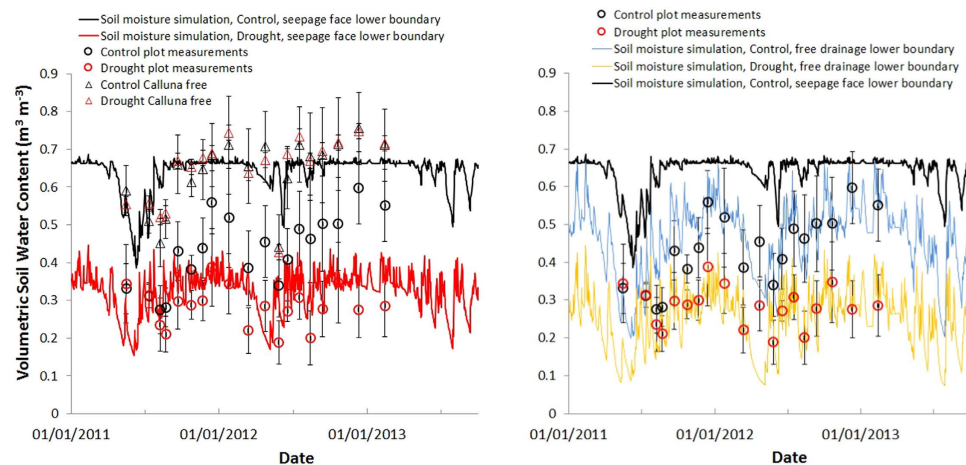 Soil moisture simulation, Control, seepage face lower boundary
Soil moisture simulation, Drought, seepage face lower boundary
Control plot measurements
Drought plot measurements
Control Calluna free
Drought Calluna free
Volumetric Soil Water Content (m³ m⁻³)
0.9
0.8
0.7
0.6
0.5
0.4
0.3
0.2
0.1
0
01/01/2011
01/01/2012
01/01/2013
Date
Control plot measurements
Drought plot measurements
Soil moisture simulation, Control, free drainage lower boundary
Soil moisture simulation, Drought, free drainage lower boundary
Soil moisture simulation, Control, seepage face lower boundary
0.9
0.8
0.7
0.6
0.5
0.4
0.3
0.2
0.1
0
01/01/2011
01/01/2012
01/01/2013
Date